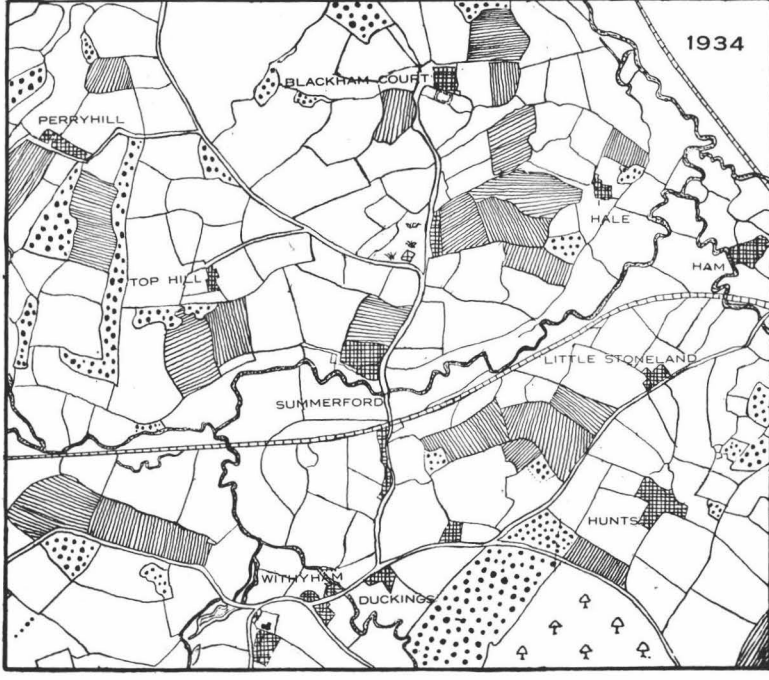 1934
BLACKHAM COURT
PERRYHILL
HALE
HAM
TOP HILL
LITTLE STONELAND
SUMMERFORD
HUNTS
WITHYHAM
DUCKINGS